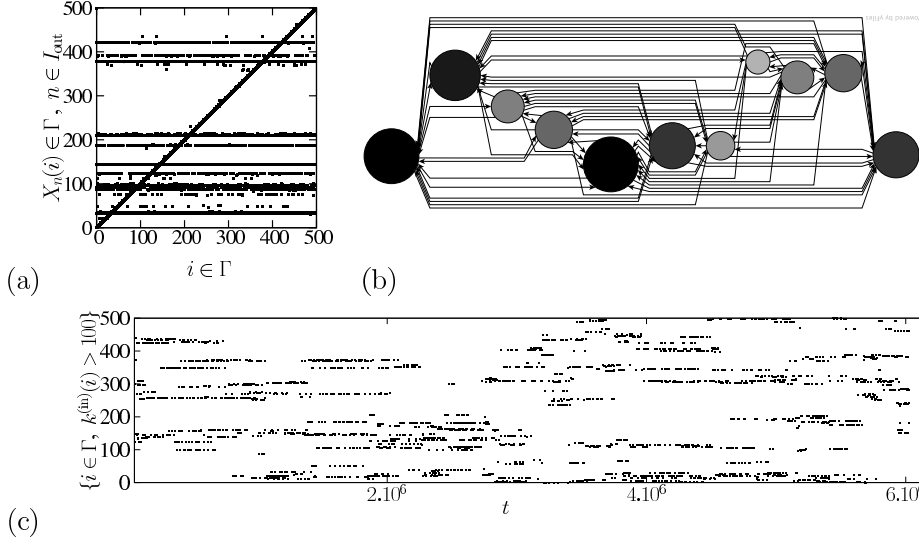 500
400
300
200
100
0
0 100 200 300 400 500
X_n(i) ∈ Γ , n ∈ I_out
i ∈ Γ
(a)
(b)
500
400
300
200
100
0
{i ∈ Γ, k^(in)(i) > 100}
2.10^6 4.10^6 6.10^6
t
(c)